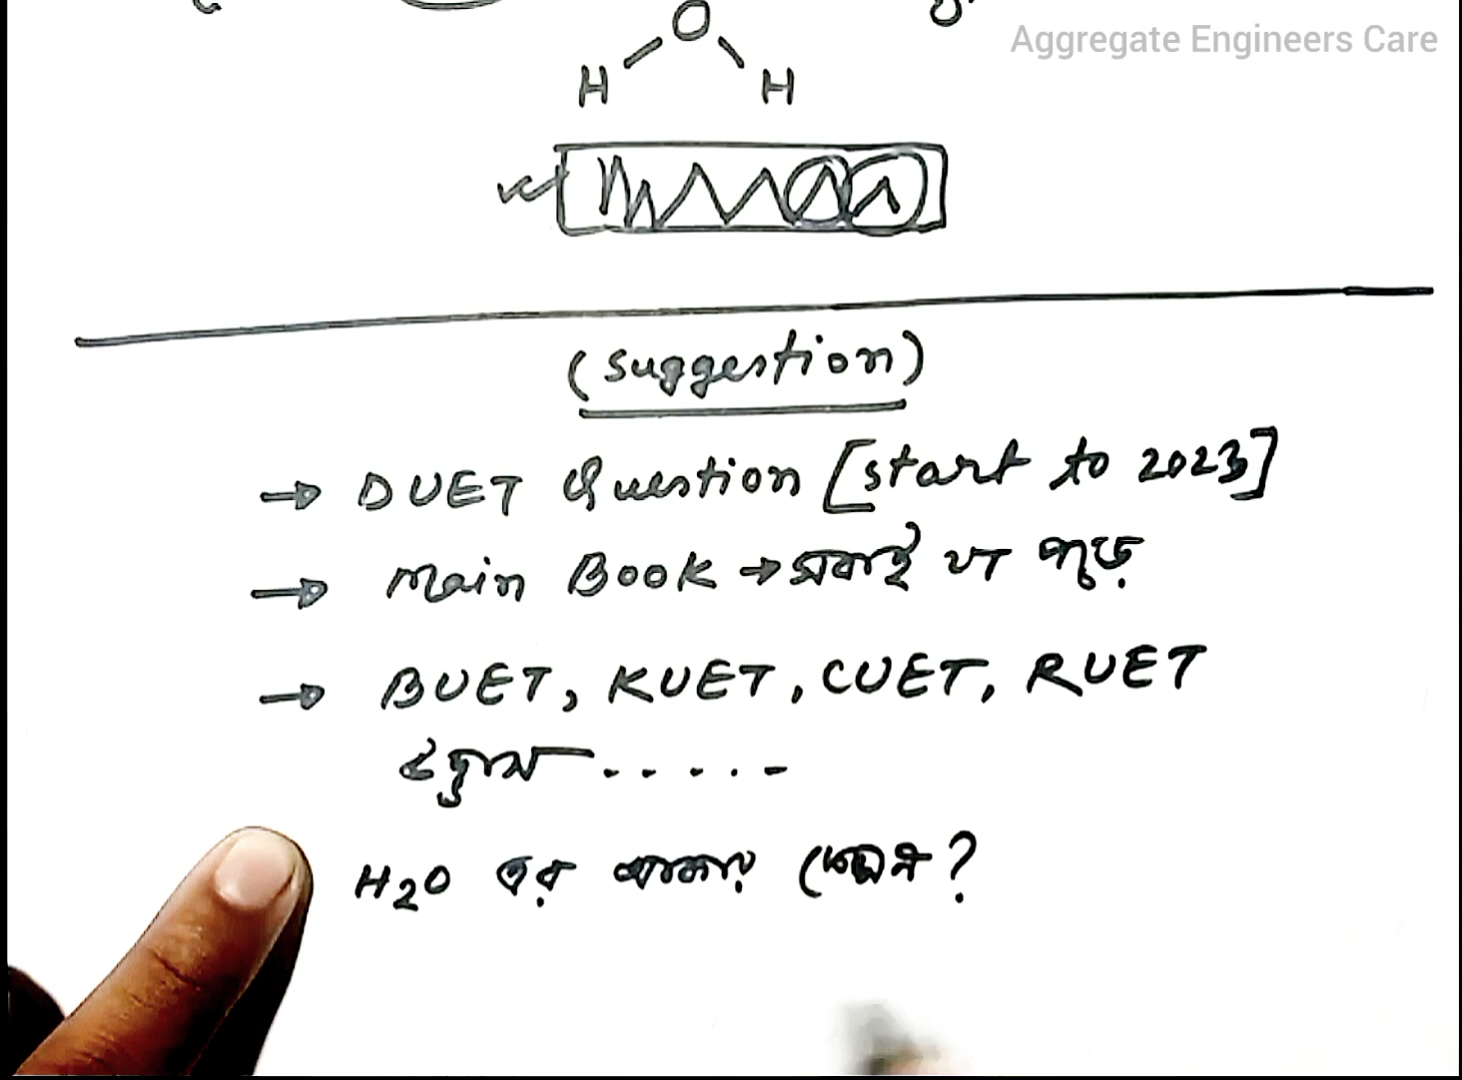 Aggregate Engineers Care
O
H H
(suggestion)
→ DUET Question [start to 2023]
→ Main Book → সবাই যা পড়ে
→ BUET, KUET, CUET, RUET
.....
H2O এর আকার কেমন?